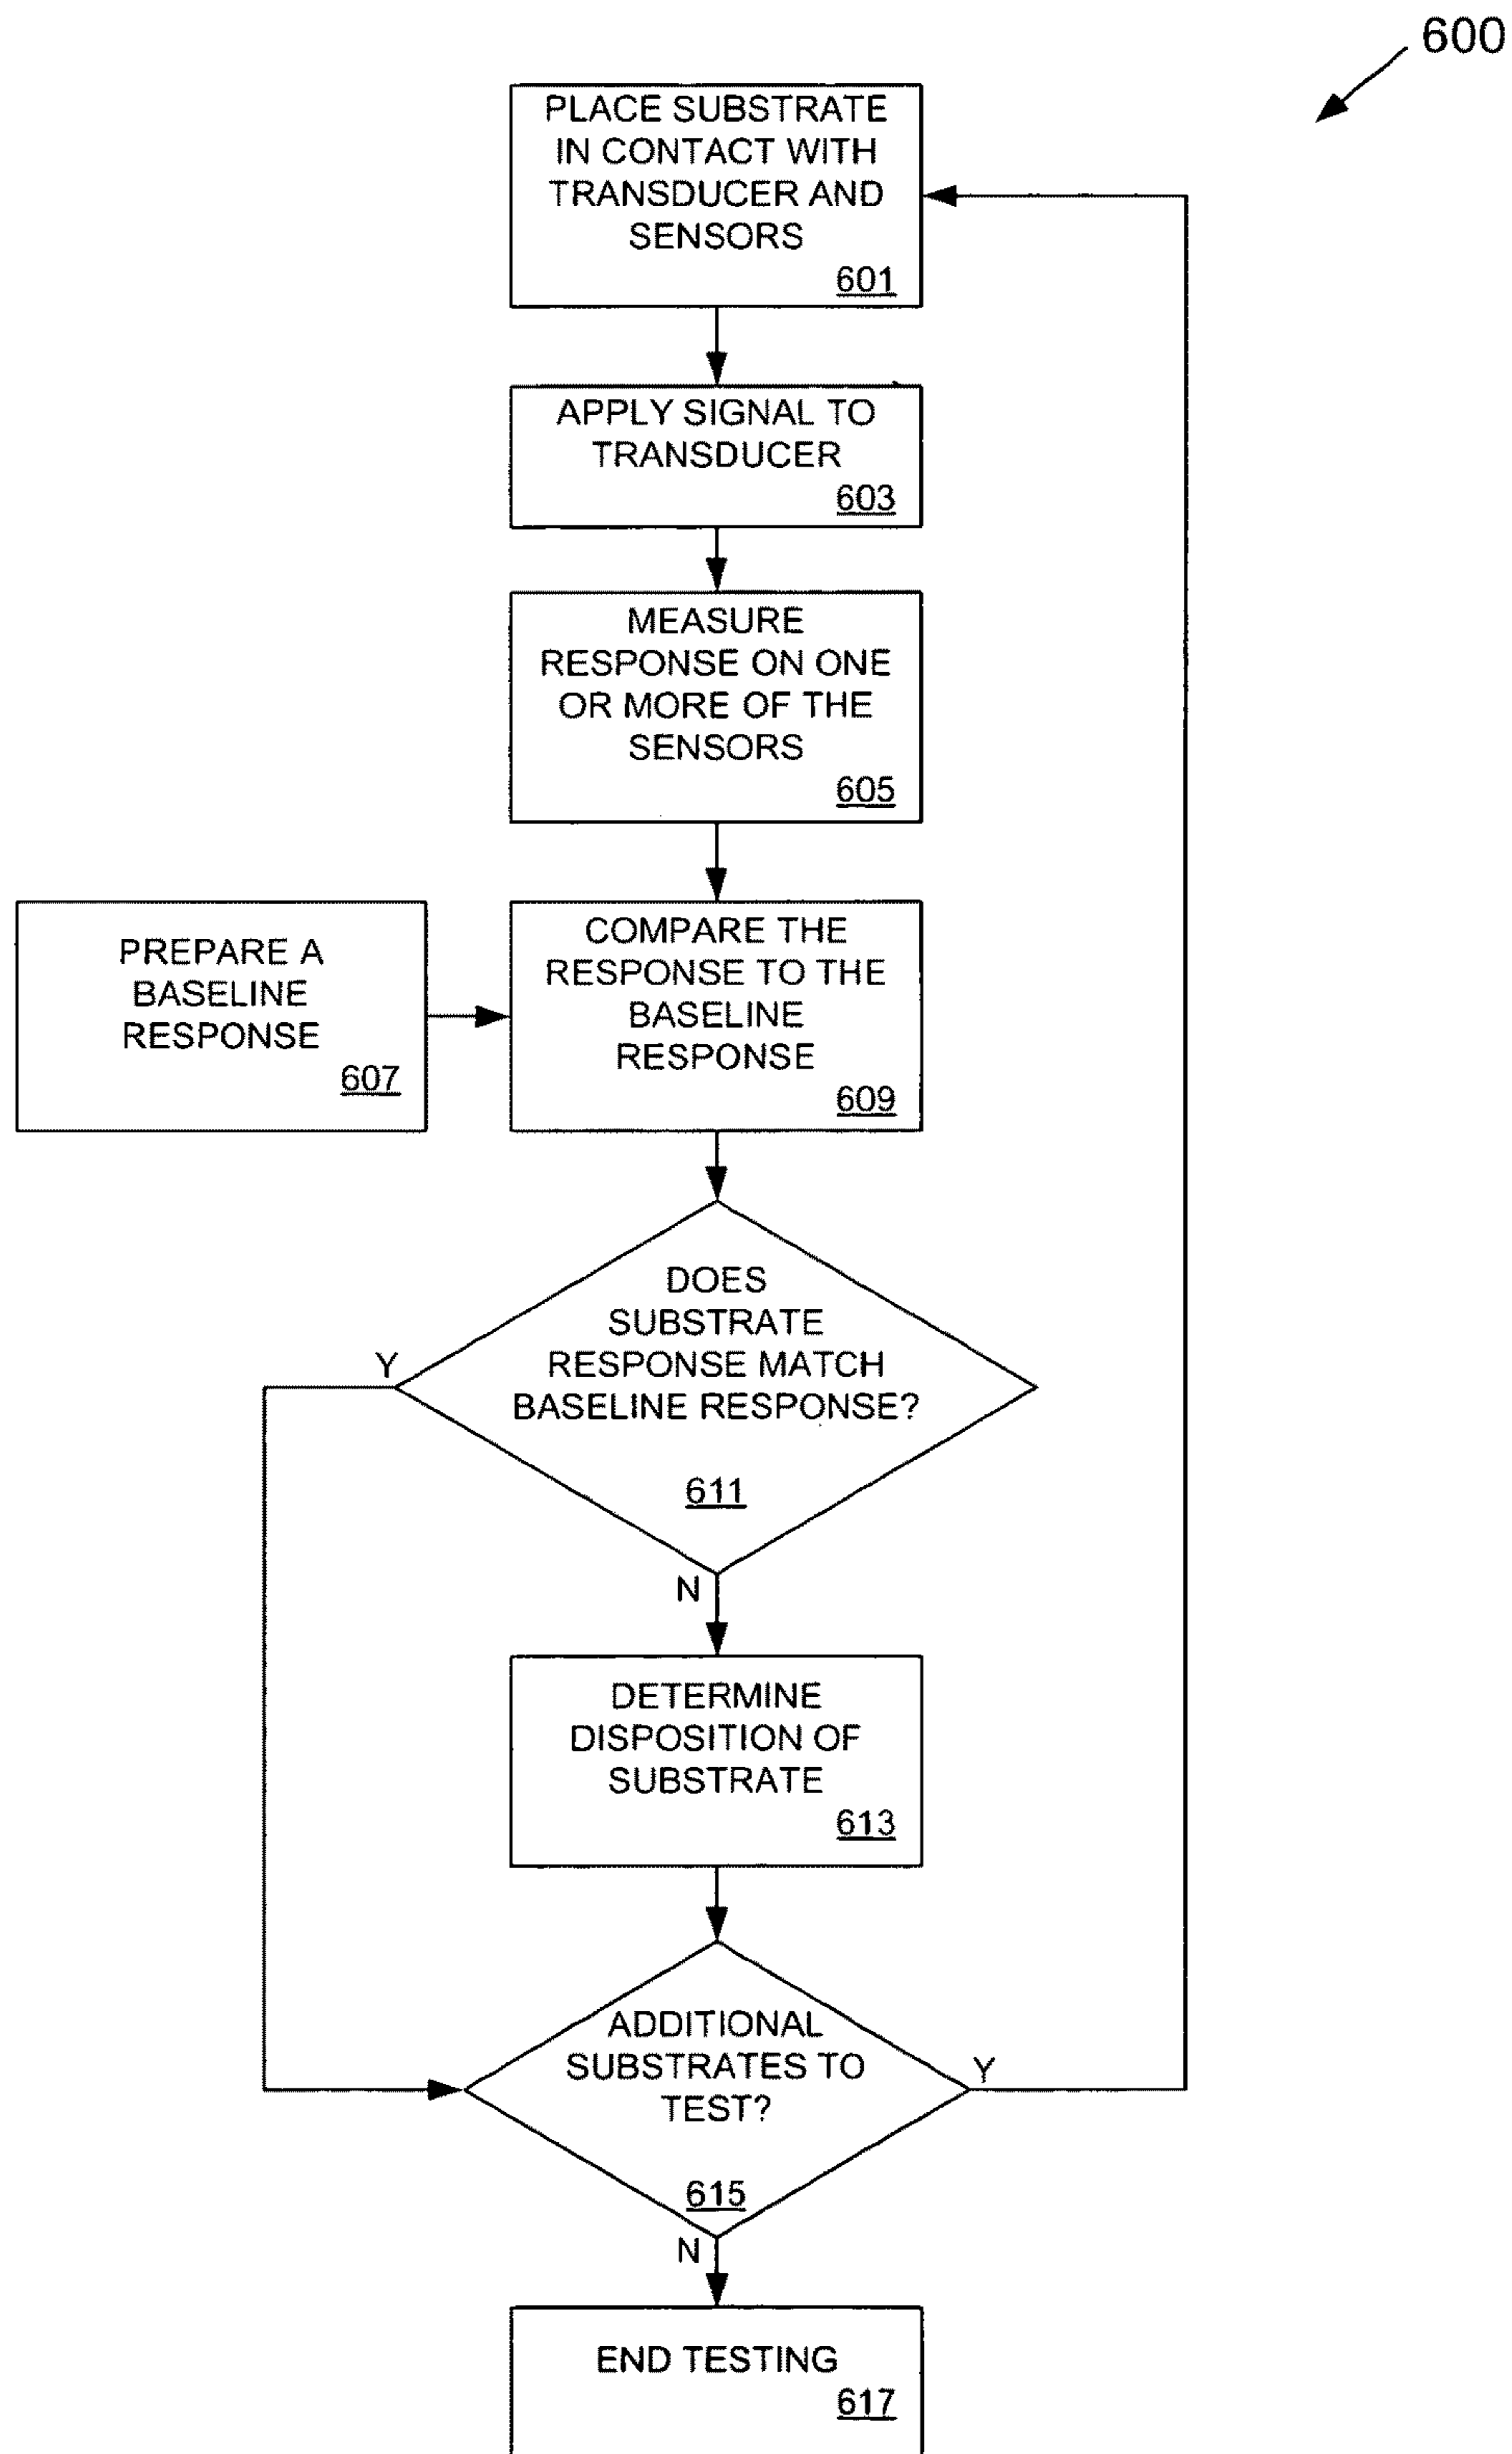 600
PLACE SUBSTRATE
IN CONTACT WITH
TRANSDUCER AND
SENSORS
601
APPLY SIGNAL TO
TRANSDUCER
603
MEASURE
RESPONSE ON ONE
OR MORE OF THE
SENSORS
605
PREPARE A
BASELINE
RESPONSE
607
COMPARE THE
RESPONSE TO THE
BASELINE
RESPONSE
609
DOES
SUBSTRATE
RESPONSE MATCH
BASELINE RESPONSE?
611
Y
N
DETERMINE
DISPOSITION OF
SUBSTRATE
613
ADDITIONAL
SUBSTRATES TO
TEST?
615
Y
N
END TESTING
617